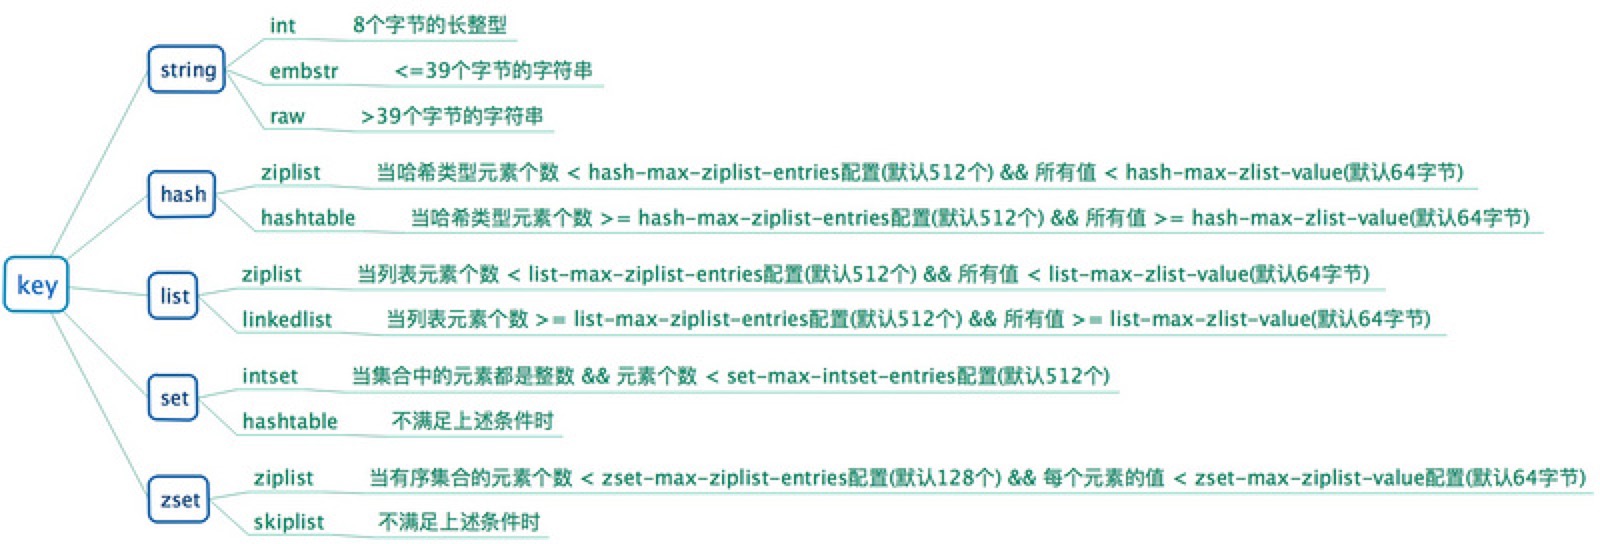 key
string
int 8个字节的长整型
embstr <=39个字节的字符串
raw >39个字节的字符串
hash
ziplist 当哈希类型元素个数 < hash-max-ziplist-entries配置(默认512个) && 所有值 < hash-max-zlist-value(默认64字节)
hashtable 当哈希类型元素个数 >= hash-max-ziplist-entries配置(默认512个) && 所有值 >= hash-max-zlist-value(默认64字节)
list
ziplist 当列表元素个数 < list-max-ziplist-entries配置(默认512个) && 所有值 < list-max-zlist-value(默认64字节)
linkedlist 当列表元素个数 >= list-max-ziplist-entries配置(默认512个) && 所有值 >= list-max-zlist-value(默认64字节)
set
intset 当集合中的元素都是整数 && 元素个数 < set-max-intset-entries配置(默认512个)
hashtable 不满足上述条件时
zset
ziplist 当有序集合的元素个数 < zset-max-ziplist-entries配置(默认128个) && 每个元素的值 < zset-max-ziplist-value配置(默认64字节)
skiplist 不满足上述条件时